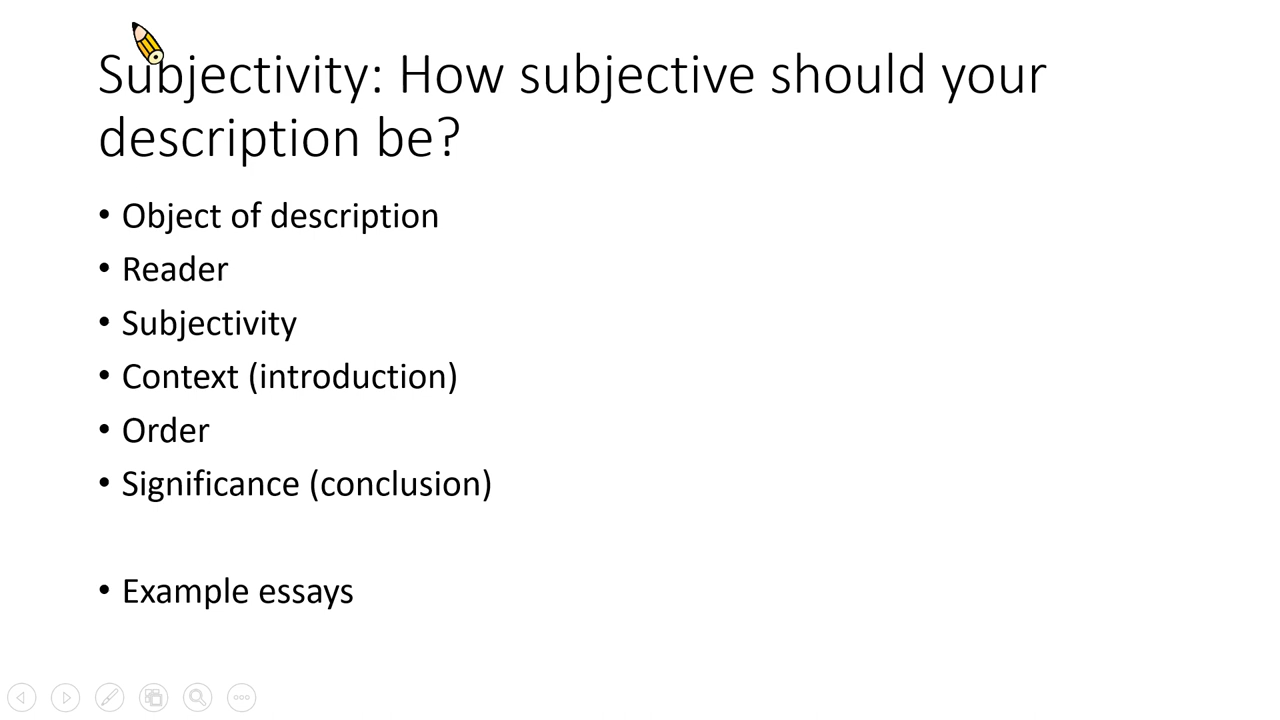 Subjectivity: How subjective should your
description be?
• Object of description
• Reader
• Subjectivity
• Context (introduction)
• Order
• Significance (conclusion)
• Example essays